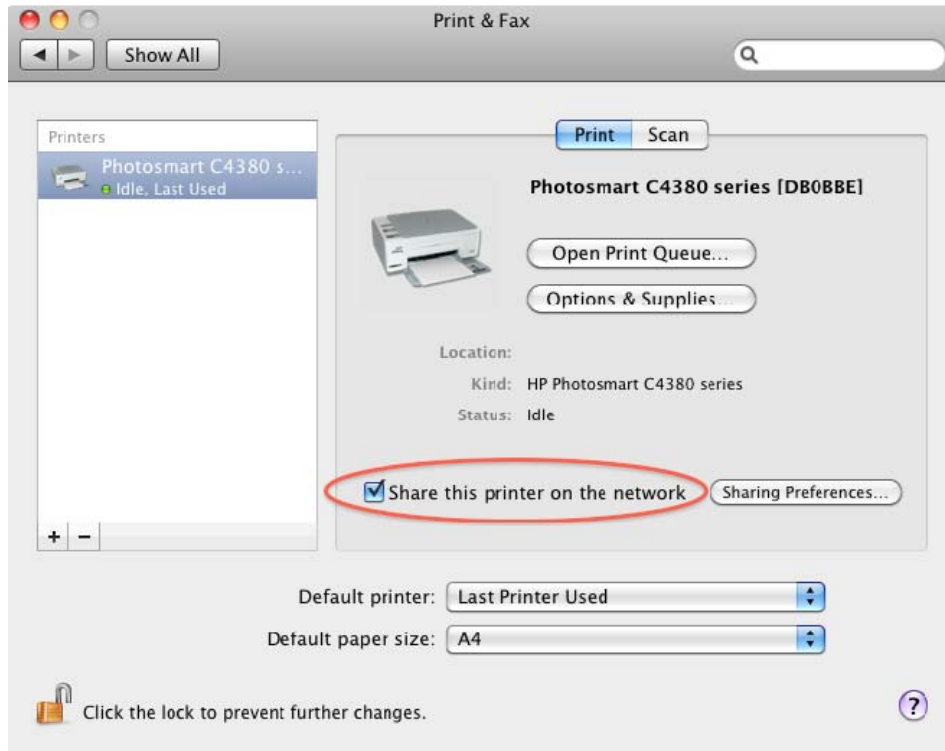 Print & Fax
Show All
Printers
Print
Scan
Photosmart C4380 s...
Idle, Last Used
Photosmart C4380 series [DB0BBE]
Open Print Queue...
Options & Supplies...
Location:
Kind: HP Photosmart C4380 series
Status: Idle
Share this printer on the network
Sharing Preferences...
+ −
Default printer: Last Printer Used
Default paper size: A4
Click the lock to prevent further changes.
?